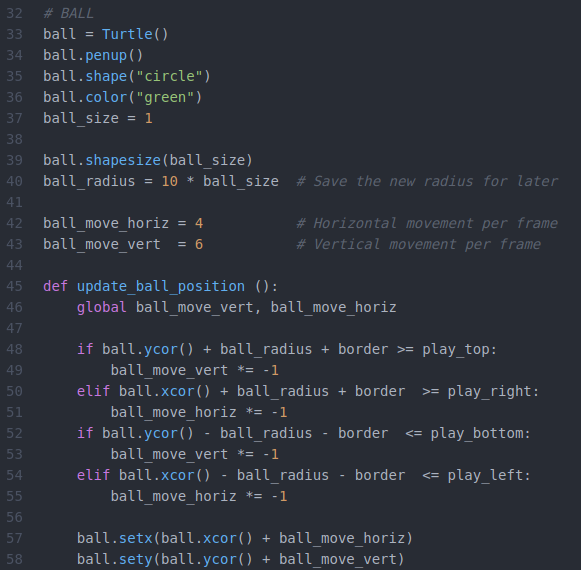 32 # BALL
33 ball = Turtle()
34 ball.penup()
35 ball.shape("circle")
36 ball.color("green")
37 ball_size = 1
38
39 ball.shapesize(ball_size)
40 ball_radius = 10 * ball_size  # Save the new radius for later
41
42 ball_move_horiz = 4           # Horizontal movement per frame
43 ball_move_vert  = 6           # Vertical movement per frame
44
45 def update_ball_position ():
46     global ball_move_vert, ball_move_horiz
47
48     if ball.ycor() + ball_radius + border >= play_top:
49         ball_move_vert *= -1
50     elif ball.xcor() + ball_radius + border  >= play_right:
51         ball_move_horiz *= -1
52     if ball.ycor() - ball_radius - border  <= play_bottom:
53         ball_move_vert *= -1
54     elif ball.xcor() - ball_radius - border  <= play_left:
55         ball_move_horiz *= -1
56
57     ball.setx(ball.xcor() + ball_move_horiz)
58     ball.sety(ball.ycor() + ball_move_vert)